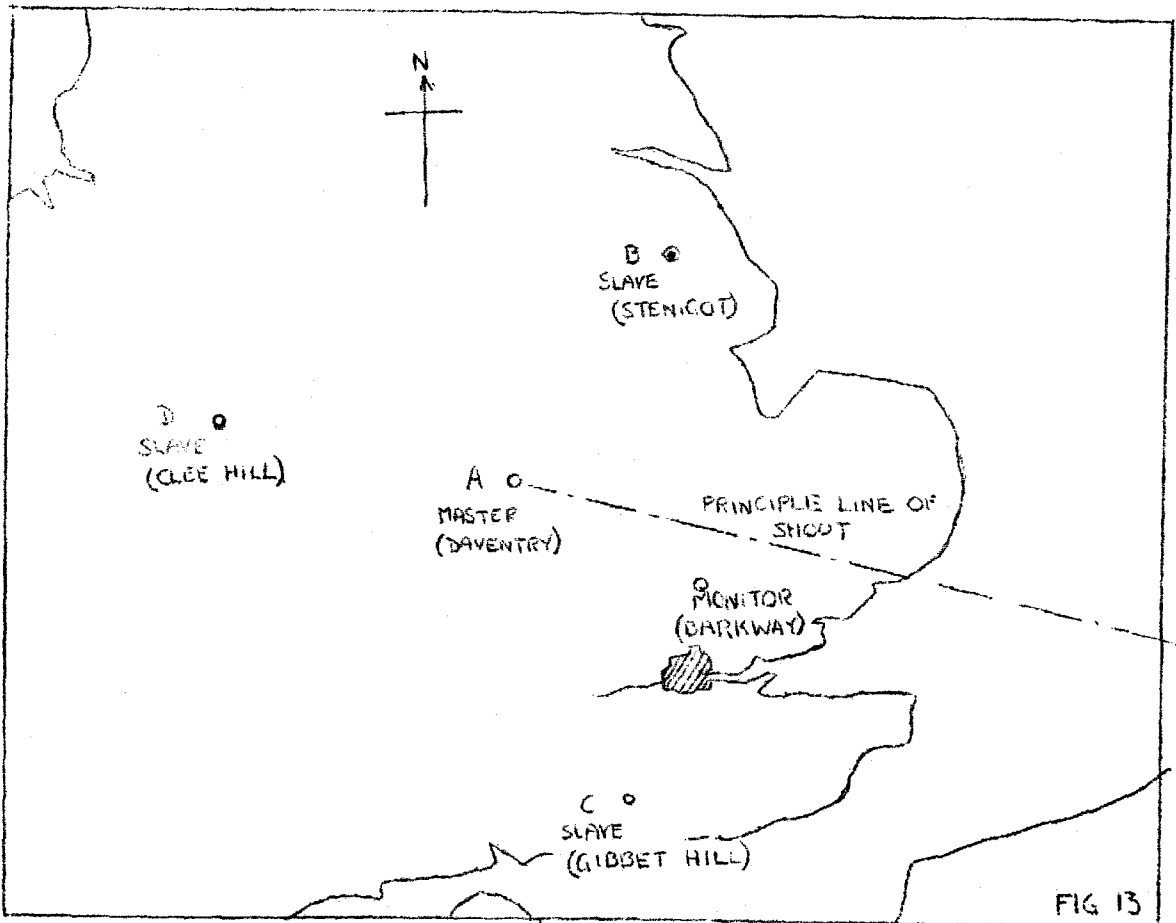 N
B
SLAVE
(STENIGOT)
D
SLAVE
(CLEE HILL)
A
MASTER
(DAVENTRY)
PRINCIPLE LINE OF
SHOOT
MONITOR
(BARKWAY)
C
SLAVE
(GIBBET HILL)
FIG 13